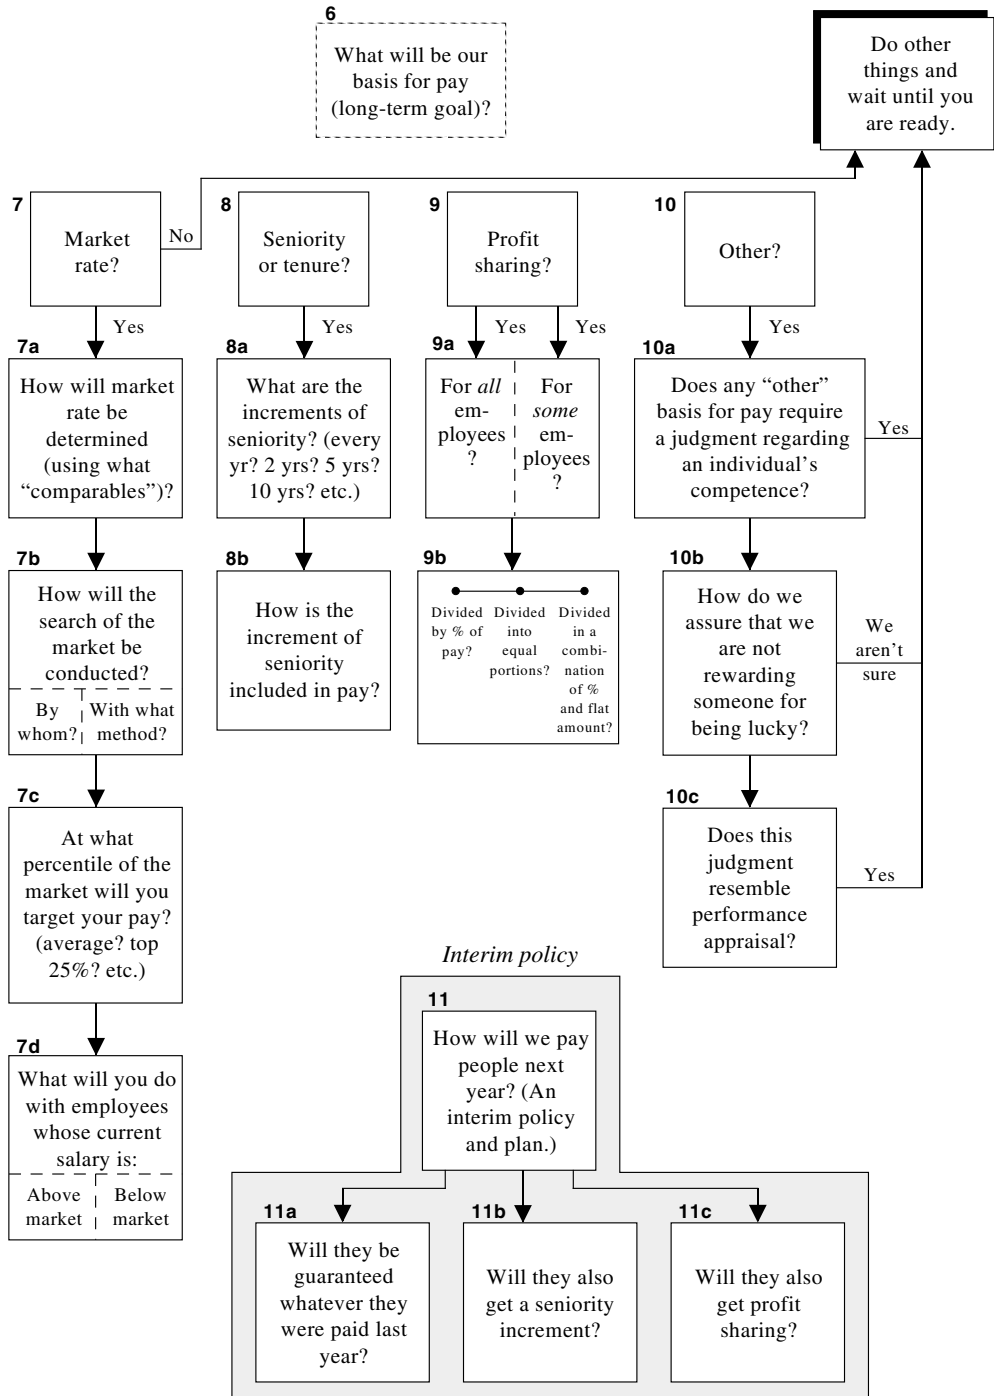 6
What will be our
basis for pay
(long-term goal)?
Do other
things and
wait until you
are ready.
7
Market
rate?
No
8
Seniority
or tenure?
9
Profit
sharing?
10
Other?
Yes
Yes
Yes
Yes
Yes
7a
How will market
rate be
determined
(using what
“comparables”)?
8a
What are the
increments of
seniority? (every
yr? 2 yrs? 5 yrs?
10 yrs? etc.)
9a
For all
em-
ployees
?
For
some
em-
ployees
?
10a
Does any “other”
basis for pay require
a judgment regarding
an individual's
competence?
Yes
7b
How will the
search of the
market be
conducted?
By
whom?
With what
method?
8b
How is the
increment of
seniority
included in pay?
9b
Divided
by % of
pay?
Divided
into
equal
portions?
Divided
in a
combi-
nation
of %
and flat
amount?
10b
How do we
assure that we
are not
rewarding
someone for
being lucky?
We
aren't
sure
7c
At what
percentile of the
market will you
target your pay?
(average? top
25%? etc.)
10c
Does this
judgment
resemble
performance
appraisal?
Yes
7d
What will you do
with employees
whose current
salary is:
Above
market
Below
market
Interim policy
11
How will we pay
people next
year? (An
interim policy
and plan.)
11a
Will they be
guaranteed
whatever they
were paid last
year?
11b
Will they also
get a seniority
increment?
11c
Will they also
get profit
sharing?